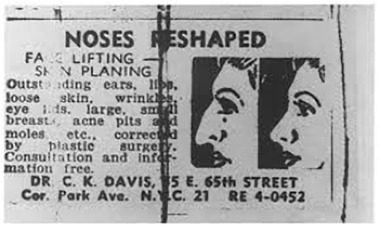 NOSES RESHAPED
FACE LIFTING —
SKIN PLANING
Outstanding ears, lips,
loose skin, wrinkles,
eye lids, large, small
breasts, acne pits and
moles etc., corrected
by plastic surgery.
Consultation and infor-
mation free.
DR. C. K. DAVIS, 75 E. 65th STREET
Cor. Park Ave. N.Y.C. 21 RE 4-0452